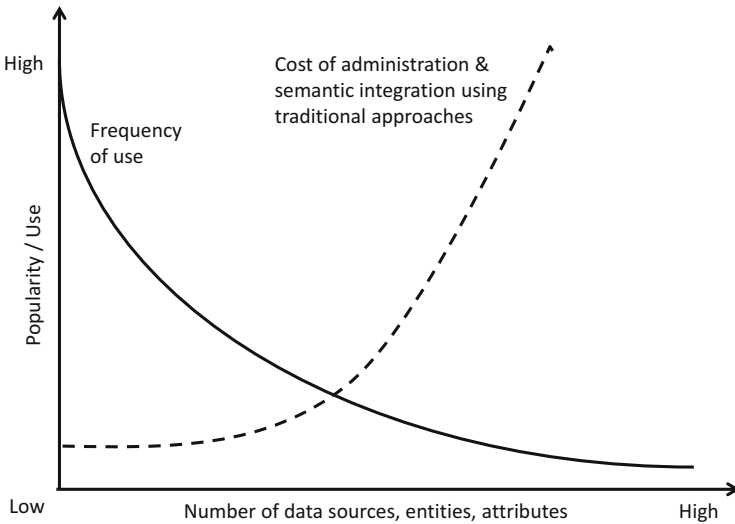 High
Cost of administration &
semantic integration using
traditional approaches
Frequency
of use
Popularity / Use
Low
Number of data sources, entities, attributes
High